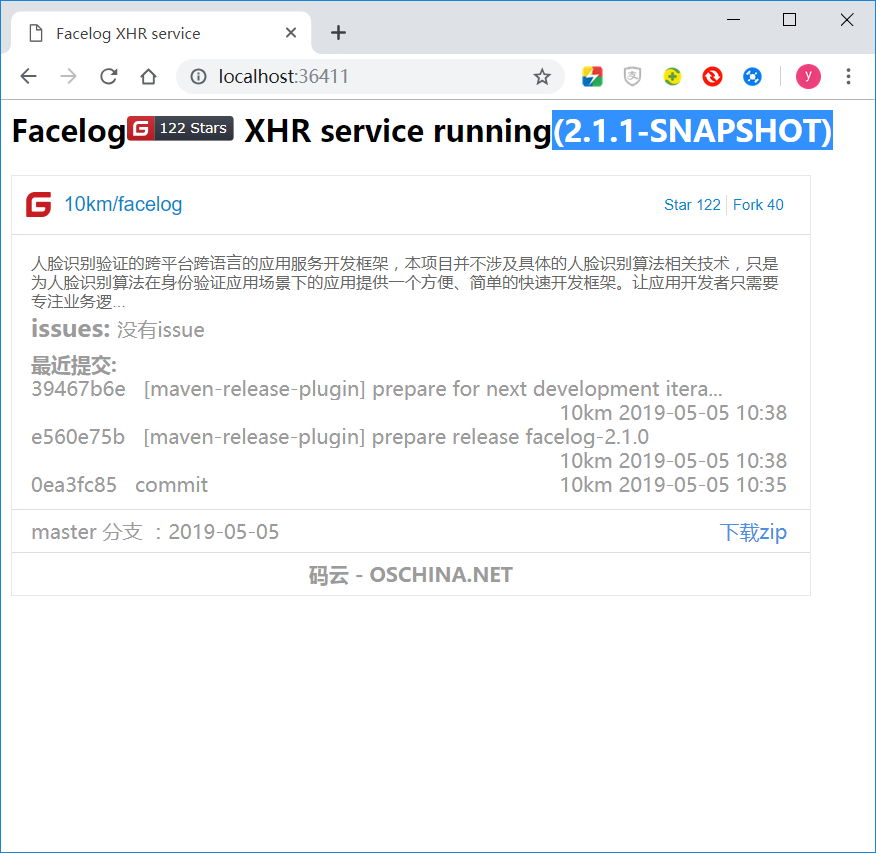 Facelog XHR service
localhost:36411
y
Facelog G 122 Stars XHR service running(2.1.1-SNAPSHOT)
G 10km/facelog Star 122 Fork 40
人脸识别验证的跨平台跨语言的应用服务开发框架，本项目并不涉及具体的人脸识别算法相关技术，只是
为人脸识别算法在身份验证应用场景下的应用提供一个方便、简单的快速开发框架。让应用开发者只需要
专注业务逻...
issues: 没有issue
最近提交:
39467b6e [maven-release-plugin] prepare for next development itera...
10km 2019-05-05 10:38
e560e75b [maven-release-plugin] prepare release facelog-2.1.0
10km 2019-05-05 10:38
0ea3fc85 commit 10km 2019-05-05 10:35
master 分支 ：2019-05-05 下载zip
码云 - OSCHINA.NET